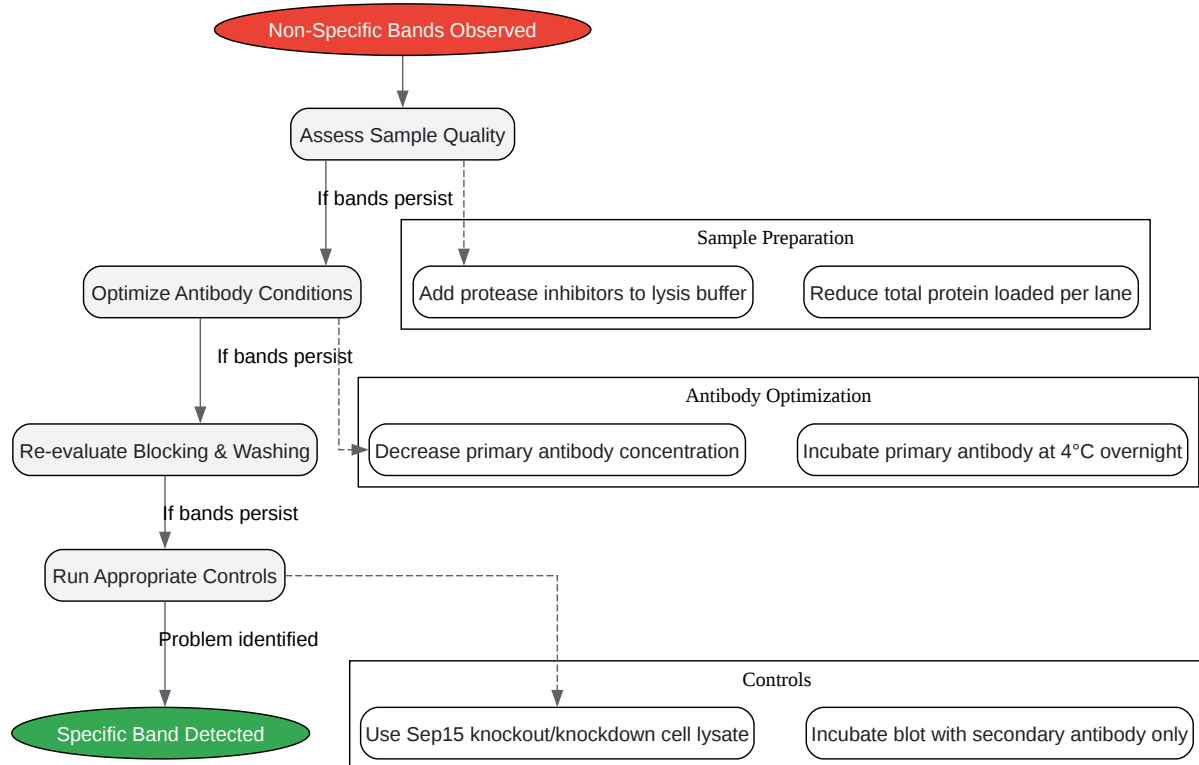 Non-Specific Bands Observed
Assess Sample Quality
If bands persist
Sample Preparation
Add protease inhibitors to lysis buffer
Reduce total protein loaded per lane
Optimize Antibody Conditions
If bands persist
Antibody Optimization
Decrease primary antibody concentration
Incubate primary antibody at 4°C overnight
Re-evaluate Blocking & Washing
If bands persist
Run Appropriate Controls
Problem identified
Controls
Use Sep15 knockout/knockdown cell lysate
Incubate blot with secondary antibody only
Specific Band Detected